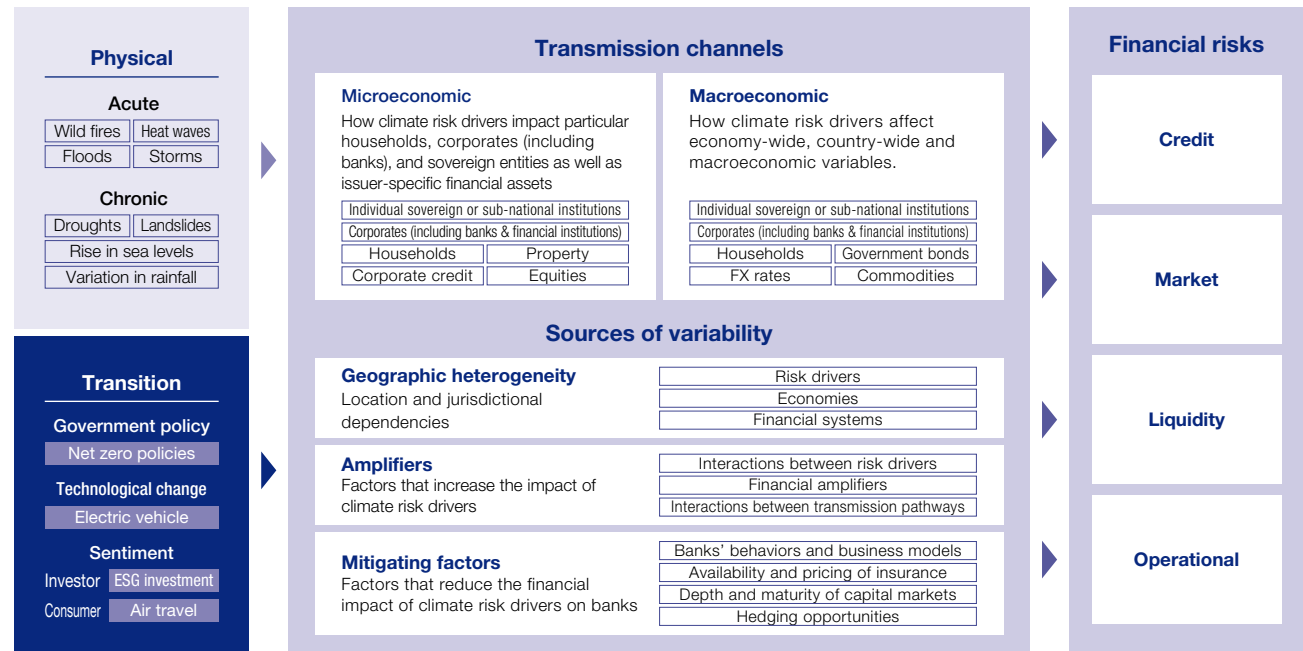 Physical
Acute
Wild fires
Heat waves
Floods
Storms
Chronic
Droughts
Landslides
Rise in sea levels
Variation in rainfall
Transition
Government policy
Net zero policies
Technological change
Electric vehicle
Sentiment
Investor
ESG investment
Consumer
Air travel
Transmission channels
Microeconomic
How climate risk drivers impact particular
households, corporates (including
banks), and sovereign entities as well as
issuer-specific financial assets
Individual sovereign or sub-national institutions
Corporates (including banks & financial institutions)
Households
Property
Corporate credit
Equities
Macroeconomic
How climate risk drivers affect
economy-wide, country-wide and
macroeconomic variables.
Individual sovereign or sub-national institutions
Corporates (including banks & financial institutions)
Households
Government bonds
FX rates
Commodities
Sources of variability
Geographic heterogeneity
Location and jurisdictional
dependencies
Risk drivers
Economies
Financial systems
Amplifiers
Factors that increase the impact of
climate risk drivers
Interactions between risk drivers
Financial amplifiers
Interactions between transmission pathways
Mitigating factors
Factors that reduce the financial
impact of climate risk drivers on banks
Banks’ behaviors and business models
Availability and pricing of insurance
Depth and maturity of capital markets
Hedging opportunities
Financial risks
Credit
Market
Liquidity
Operational